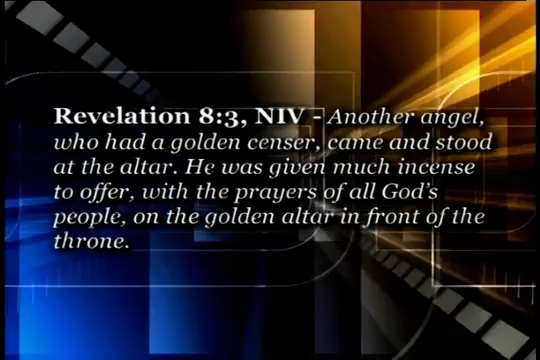 Revelation 8:3, NIV - Another angel,
who had a golden censer, came and stood
at the altar. He was given much incense
to offer, with the prayers of all God's
people, on the golden altar in front of the
throne.